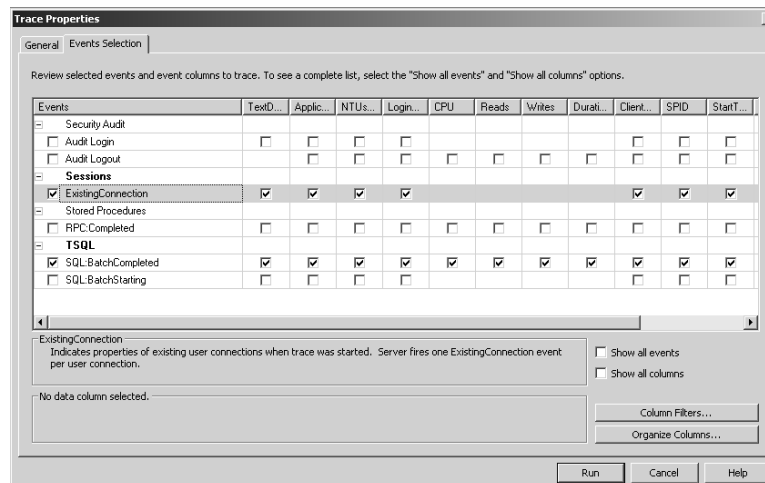 Trace Properties
General Events Selection
Review selected events and event columns to trace. To see a complete list, select the "Show all events" and "Show all columns" options.
Events TextD... Applic... NTUs... Login... CPU Reads Writes Durati... Client... SPID StartT...
Security Audit
Audit Login
Audit Logout
Sessions
ExistingConnection
Stored Procedures
RPC:Completed
TSQL
SQL:BatchCompleted
SQL:BatchStarting
ExistingConnection
Indicates properties of existing user connections when trace was started. Server fires one ExistingConnection event
per user connection.
Show all events
Show all columns
No data column selected.
Column Filters...
Organize Columns...
Run Cancel Help